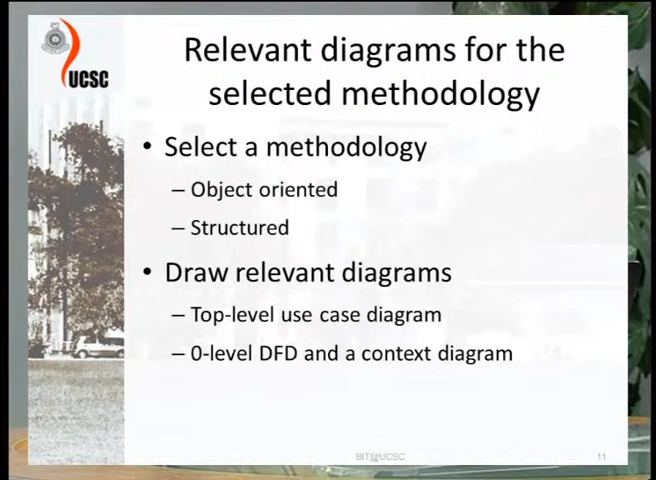 UCSC
Relevant diagrams for the
selected methodology
• Select a methodology
– Object oriented
– Structured
• Draw relevant diagrams
– Top-level use case diagram
– 0-level DFD and a context diagram
BIT@UCSC
11